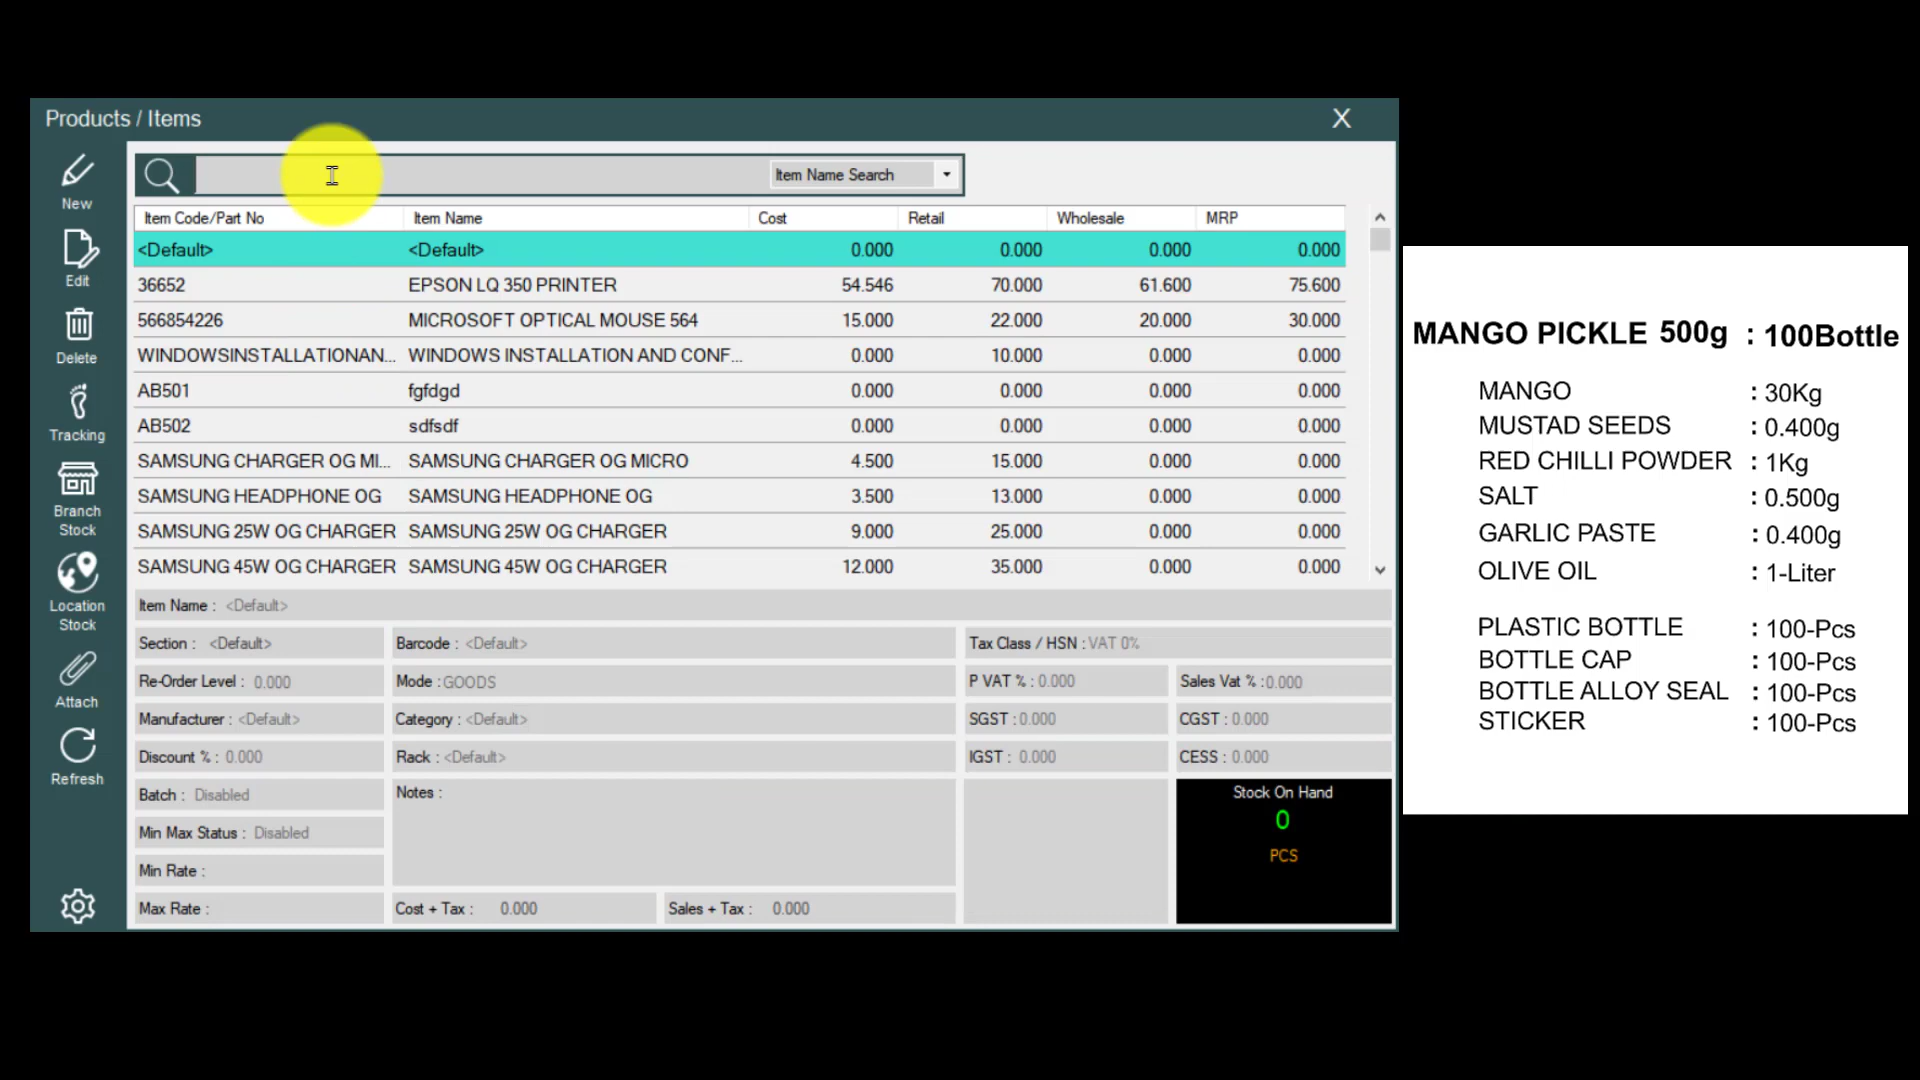 Products / Items
X
New
Edit
Delete
Tracking
Branch
Stock
Location
Stock
Attach
Refresh
Item Name Search
Item Code/Part No Item Name Cost Retail Wholesale MRP
<Default> <Default> 0.000 0.000 0.000 0.000
36652 EPSON LQ 350 PRINTER 54.546 70.000 61.600 75.600
566854226 MICROSOFT OPTICAL MOUSE 564 15.000 22.000 20.000 30.000
WINDOWSINSTALLATIONAN... WINDOWS INSTALLATION AND CONF... 0.000 10.000 0.000 0.000
AB501 fgfdgd 0.000 0.000 0.000 0.000
AB502 sdfsdf 0.000 0.000 0.000 0.000
SAMSUNG CHARGER OG MI... SAMSUNG CHARGER OG MICRO 4.500 15.000 0.000 0.000
SAMSUNG HEADPHONE OG SAMSUNG HEADPHONE OG 3.500 13.000 0.000 0.000
SAMSUNG 25W OG CHARGER SAMSUNG 25W OG CHARGER 9.000 25.000 0.000 0.000
SAMSUNG 45W OG CHARGER SAMSUNG 45W OG CHARGER 12.000 35.000 0.000 0.000
Item Name : <Default>
Section : <Default> Barcode : <Default> Tax Class / HSN : VAT 0%
Re-Order Level : 0.000 Mode : GOODS P VAT % : 0.000 Sales Vat % : 0.000
Manufacturer : <Default> Category : <Default> SGST : 0.000 CGST : 0.000
Discount % : 0.000 Rack : <Default> IGST : 0.000 CESS : 0.000
Batch : Disabled Notes : Stock On Hand
0
Min Max Status : Disabled
PCS
Min Rate :
Max Rate : Cost + Tax : 0.000 Sales + Tax : 0.000
MANGO PICKLE 500g : 100Bottle
MANGO : 30Kg
MUSTAD SEEDS : 0.400g
RED CHILLI POWDER : 1Kg
SALT : 0.500g
GARLIC PASTE : 0.400g
OLIVE OIL : 1-Liter
PLASTIC BOTTLE : 100-Pcs
BOTTLE CAP : 100-Pcs
BOTTLE ALLOY SEAL : 100-Pcs
STICKER : 100-Pcs